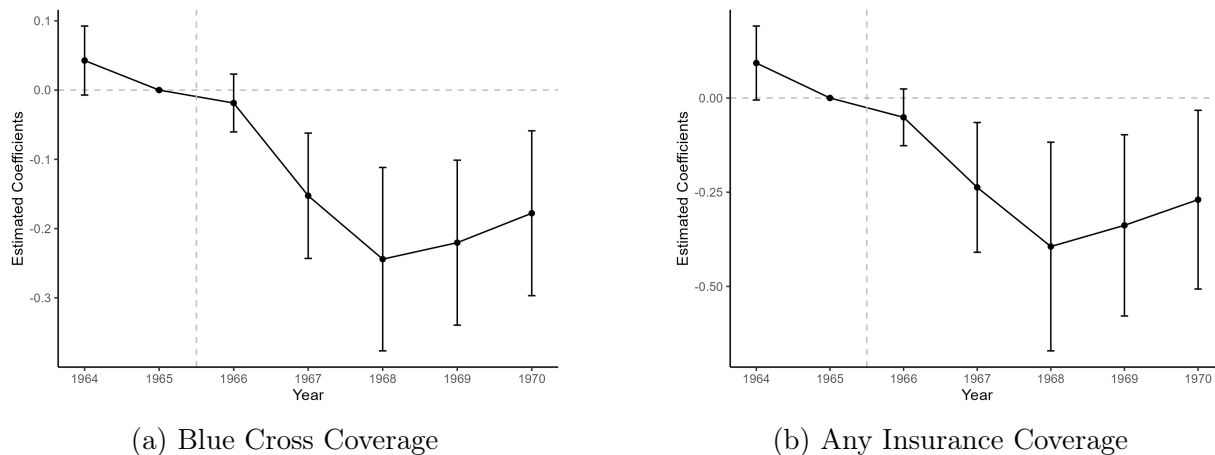 0.1
0.0
-0.1
-0.2
-0.3
Estimated Coefficients
1964 1965 1966 1967 1968 1969 1970
Year
(a) Blue Cross Coverage
0.00
-0.25
-0.50
Estimated Coefficients
1964 1965 1966 1967 1968 1969 1970
Year
(b) Any Insurance Coverage